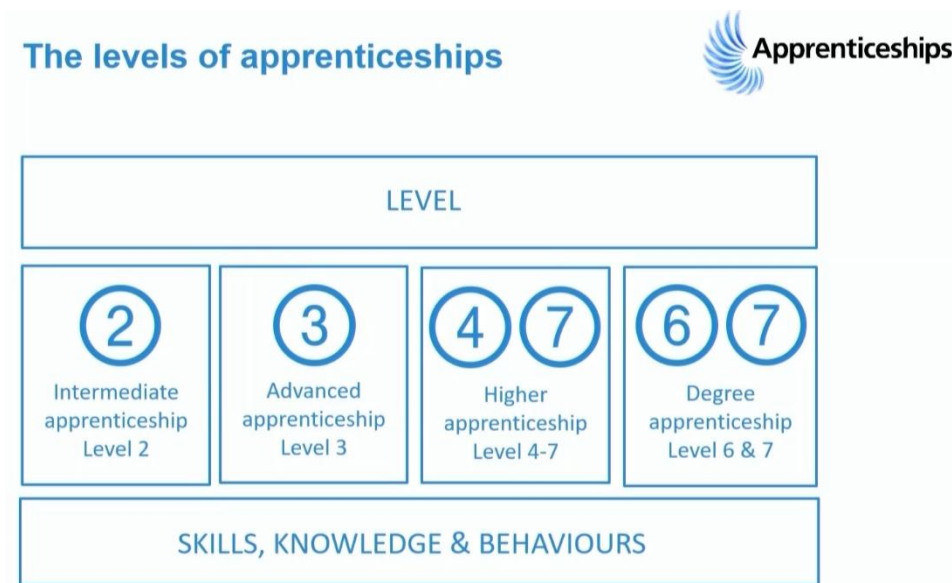 The levels of apprenticeships
Apprenticeships
LEVEL
2
Intermediate
apprenticeship
Level 2
3
Advanced
apprenticeship
Level 3
4 7
Higher
apprenticeship
Level 4-7
6 7
Degree
apprenticeship
Level 6 & 7
SKILLS, KNOWLEDGE & BEHAVIOURS